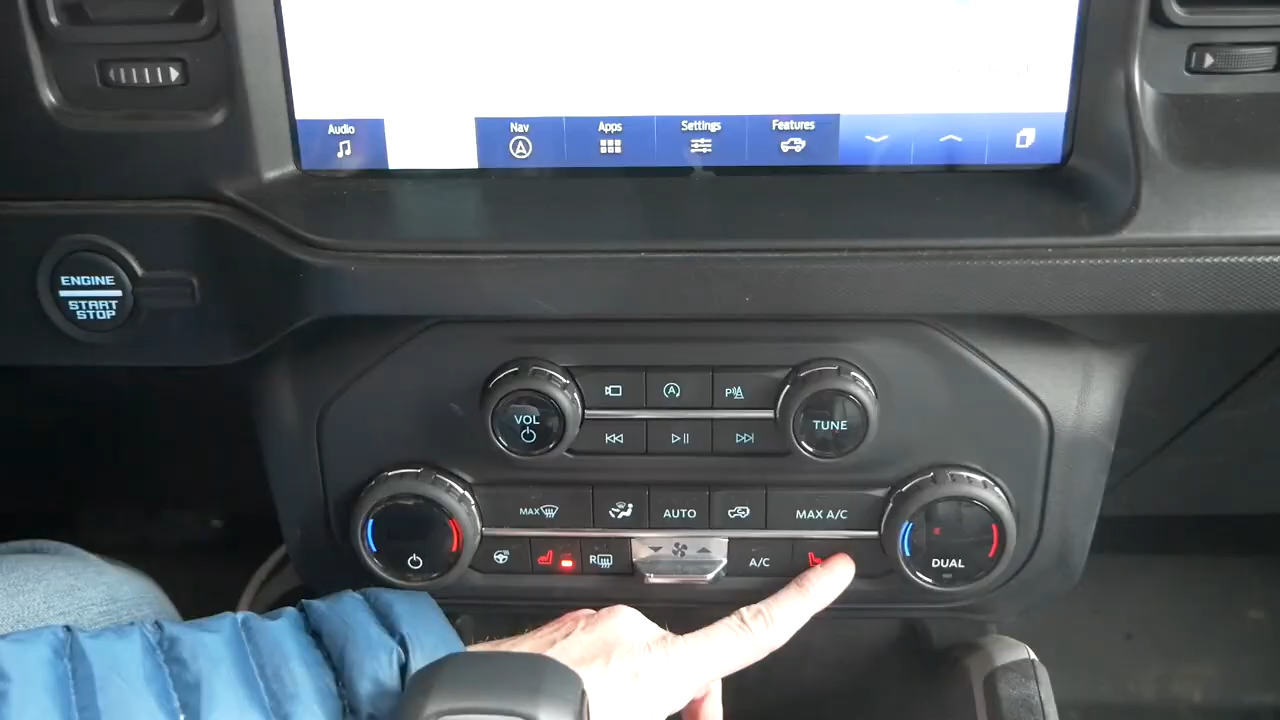 Audio
Nav
Apps
Settings
Features
ENGINE
START
STOP
VOL
TUNE
MAX
AUTO
MAX A/C
R
A/C
DUAL